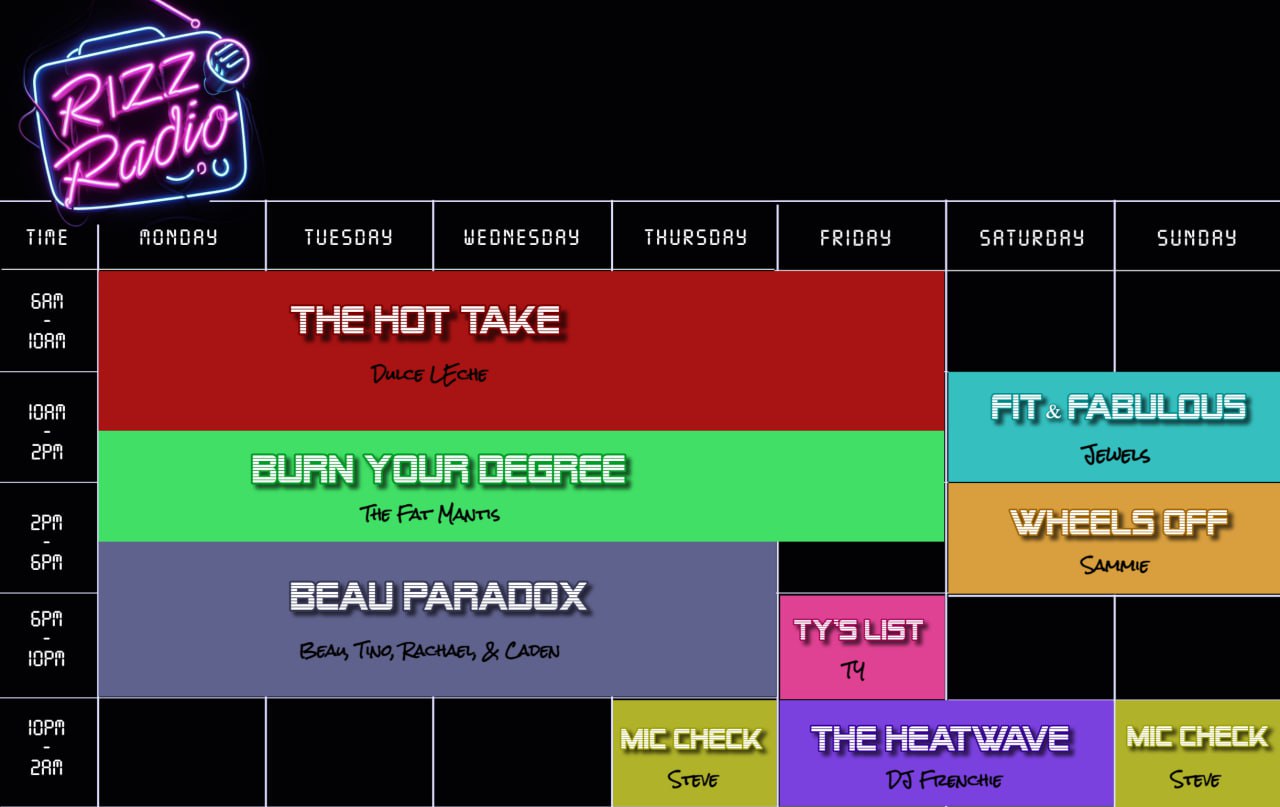 RIZZ
Radio
TIME MONDAY TUESDAY WEDNESDAY THURSDAY FRIDAY SATURDAY SUNDAY
6AM
-
10AM
THE HOT TAKE
Dulce LEche
10AM
-
2PM
FIT & FABULOUS
Jewels
BURN YOUR DEGREE
The Fat Mantis
2PM
-
6PM
WHEELS OFF
Sammie
BEAU PARADOX
Beau, Tino, Rachael, & Caden
6PM
-
10PM
TY'S LIST
TY
10PM
-
2AM
MIC CHECK
Steve
THE HEATWAVE
DJ Frenchie
MIC CHECK
Steve